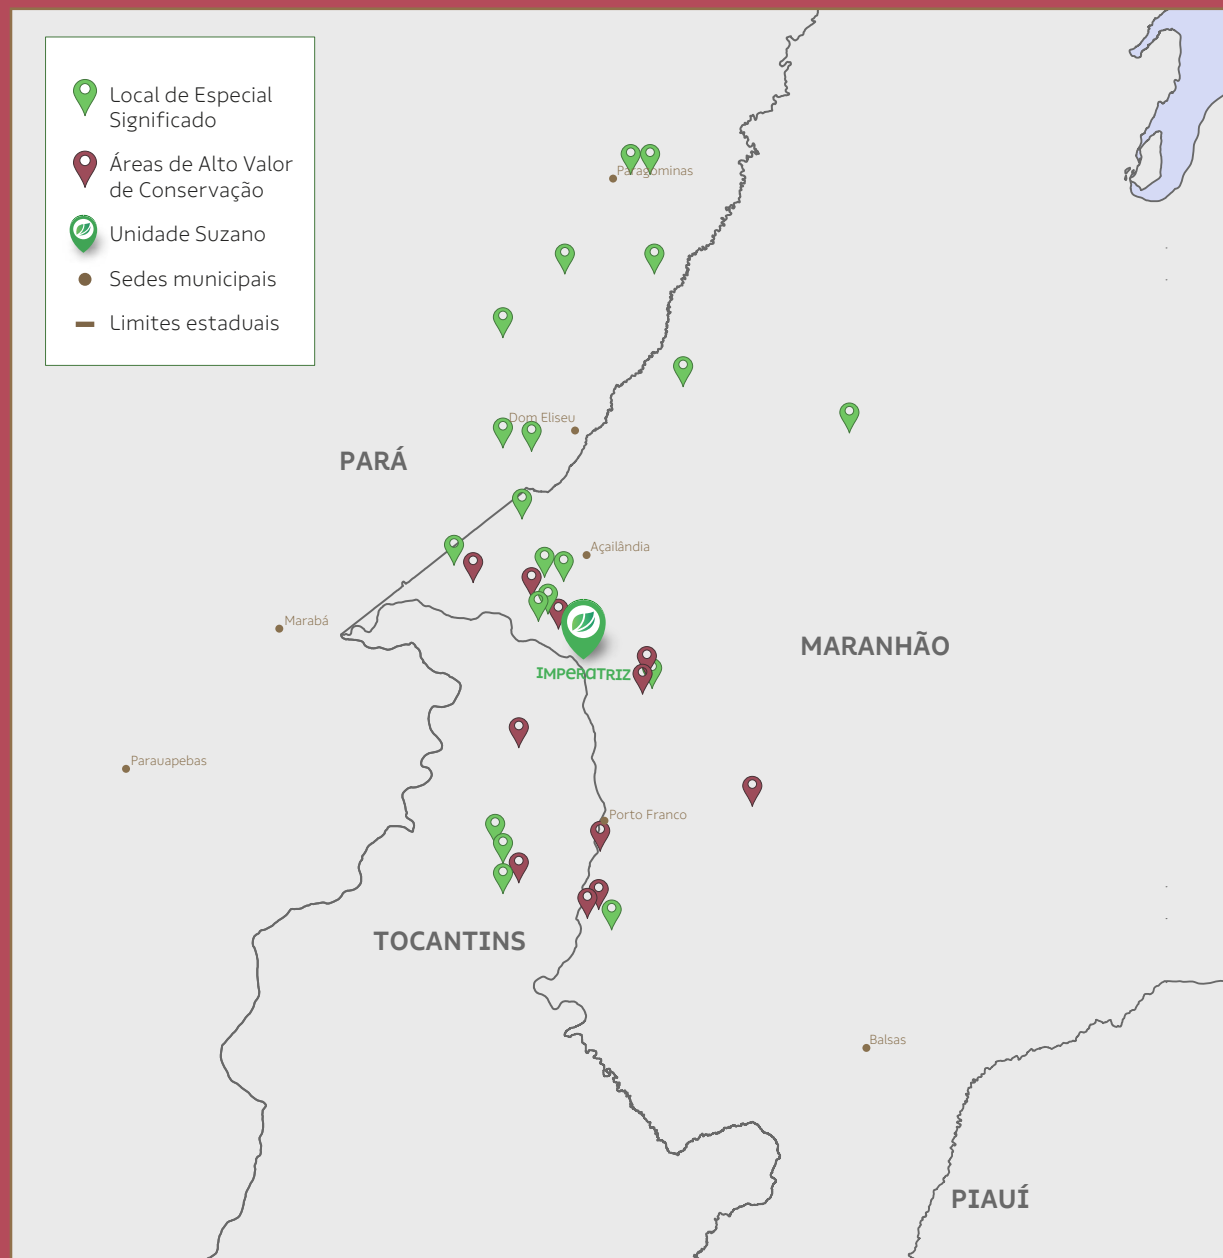 Local de Especial
Significado
Áreas de Alto Valor
de Conservação
Unidade Suzano
Sedes municipais
Limites estaduais
Paragominas
Dom Eliseu
PARÁ
Açailândia
Marabá
MARANHÃO
IMPERATRIZ
Parauapebas
Porto Franco
TOCANTINS
Balsas
PIAUÍ